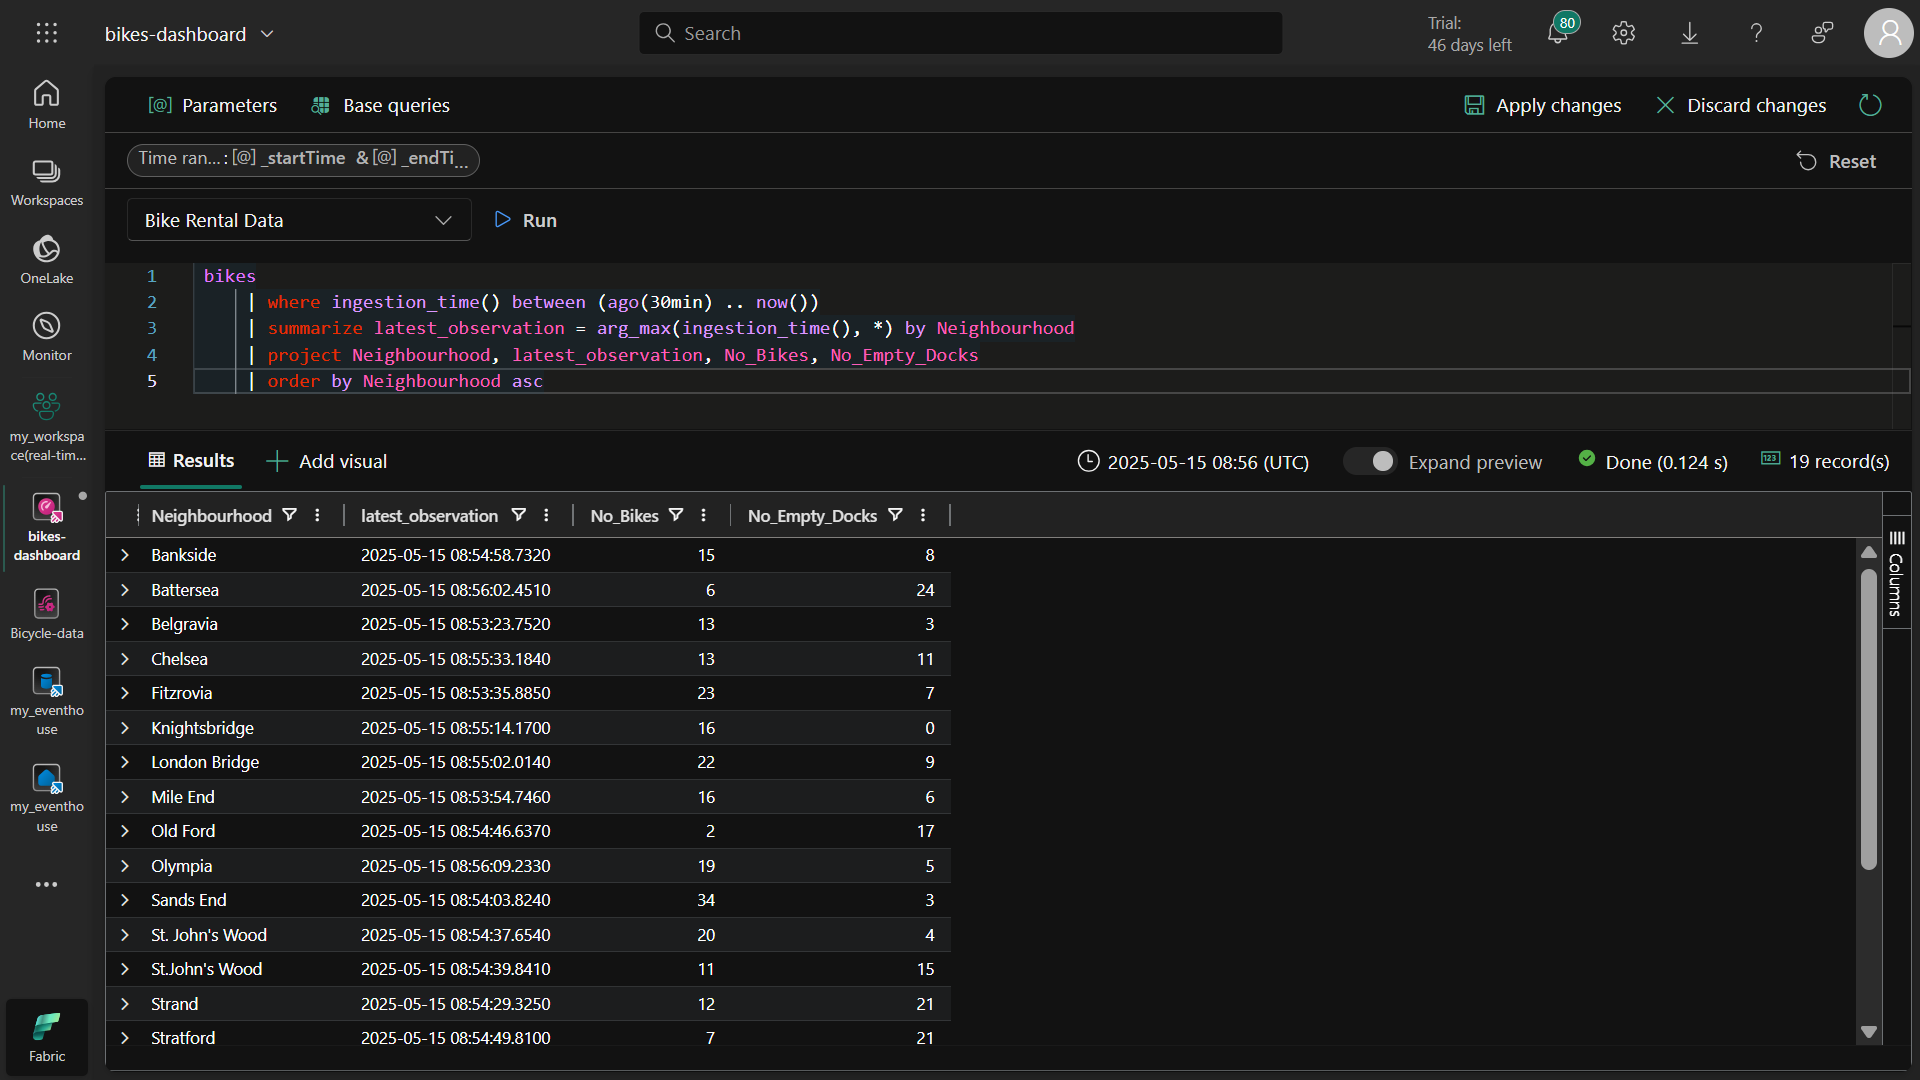 bikes-dashboard
Search
Trial:
46 days left
80
Home
Workspaces
OneLake
Monitor
my_workspa
ce(real-tim...
bikes-
dashboard
Bicycle-data
my_eventho
use
my_eventho
use
Fabric
[@] Parameters
Base queries
Apply changes
Discard changes
Time ran...: [@] _startTime & [@] _endTi...
Reset
Bike Rental Data
Run
1 bikes
2 | where ingestion_time() between (ago(30min) .. now())
3 | summarize latest_observation = arg_max(ingestion_time(), *) by Neighbourhood
4 | project Neighbourhood, latest_observation, No_Bikes, No_Empty_Docks
5 | order by Neighbourhood asc
Results
Add visual
2025-05-15 08:56 (UTC)
Expand preview
Done (0.124 s)
123 19 record(s)
Neighbourhood latest_observation No_Bikes No_Empty_Docks
Bankside 2025-05-15 08:54:58.7320 15 8
Battersea 2025-05-15 08:56:02.4510 6 24
Belgravia 2025-05-15 08:53:23.7520 13 3
Chelsea 2025-05-15 08:55:33.1840 13 11
Fitzrovia 2025-05-15 08:53:35.8850 23 7
Knightsbridge 2025-05-15 08:55:14.1700 16 0
London Bridge 2025-05-15 08:55:02.0140 22 9
Mile End 2025-05-15 08:53:54.7460 16 6
Old Ford 2025-05-15 08:54:46.6370 2 17
Olympia 2025-05-15 08:56:09.2330 19 5
Sands End 2025-05-15 08:54:03.8240 34 3
St. John's Wood 2025-05-15 08:54:37.6540 20 4
St.John's Wood 2025-05-15 08:54:39.8410 11 15
Strand 2025-05-15 08:54:29.3250 12 21
Stratford 2025-05-15 08:54:49.8100 7 21
Columns